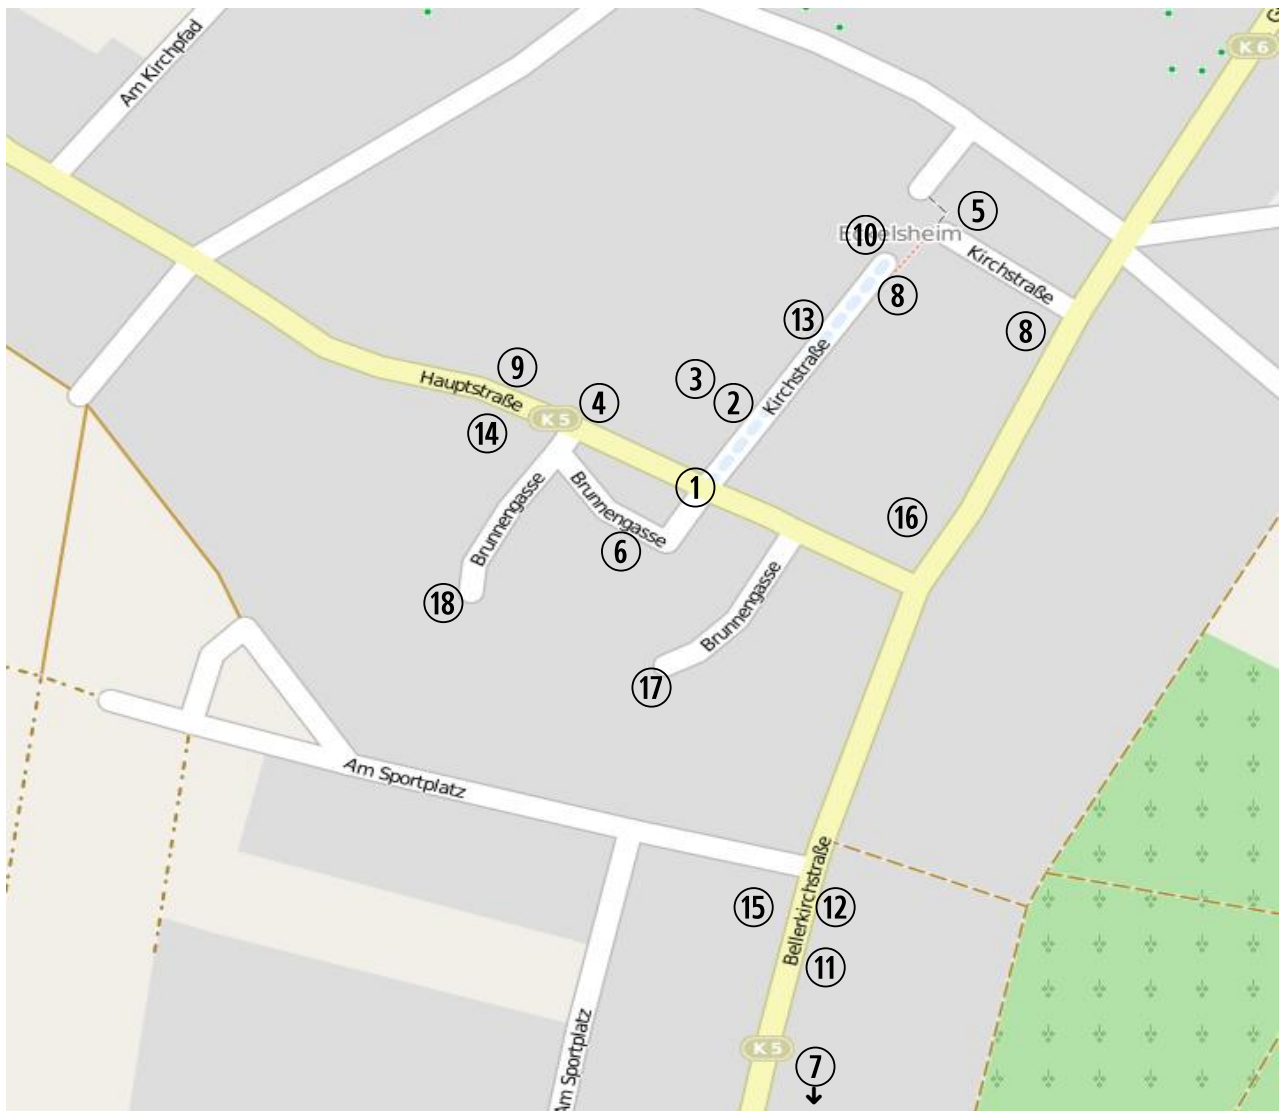 G
K 6
Am Kirchpfad
5
10
Eckelsheim
Kirchstraße
8
8
13
Kirchstraße
9
3
2
Hauptstraße
4
K 5
14
1
Brunnengasse
Brunnengasse
16
6
18
Brunnengasse
17
Am Sportplatz
Bellerkirchstraße
15
12
11
Am Sportplatz
K 5
7